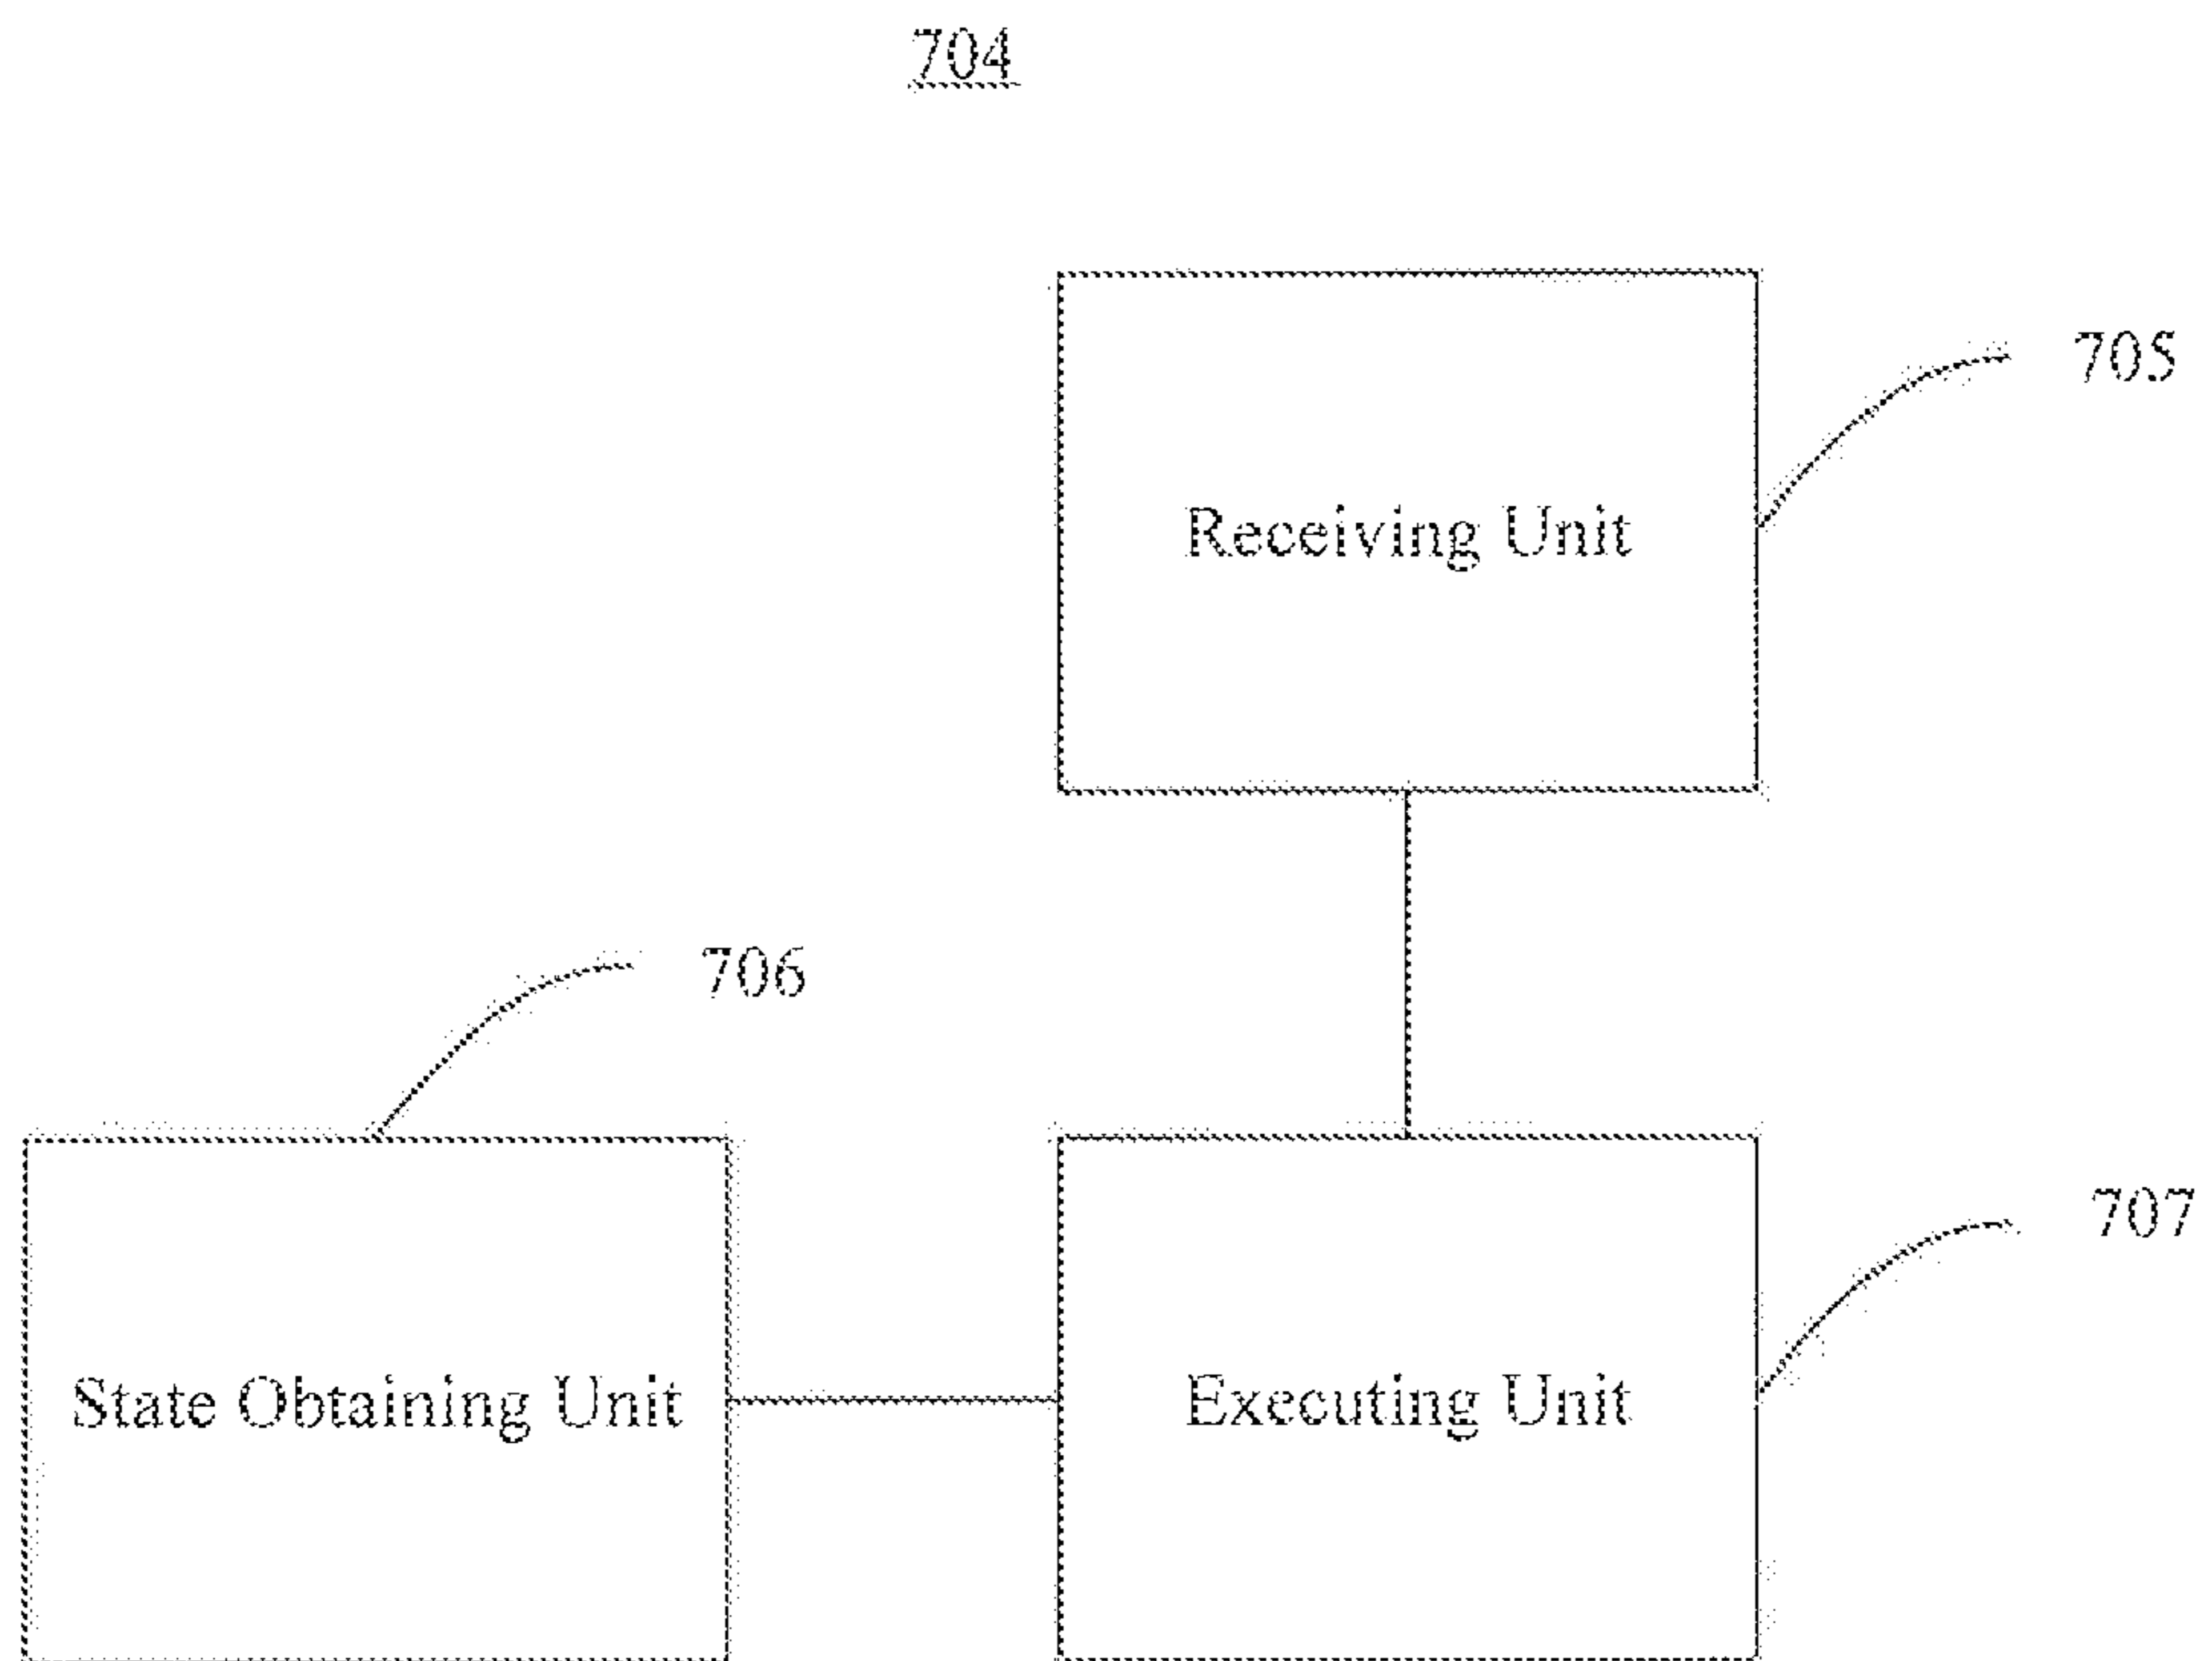 704
705
Receiving Unit
706
707
State Obtaining Unit
Executing Unit